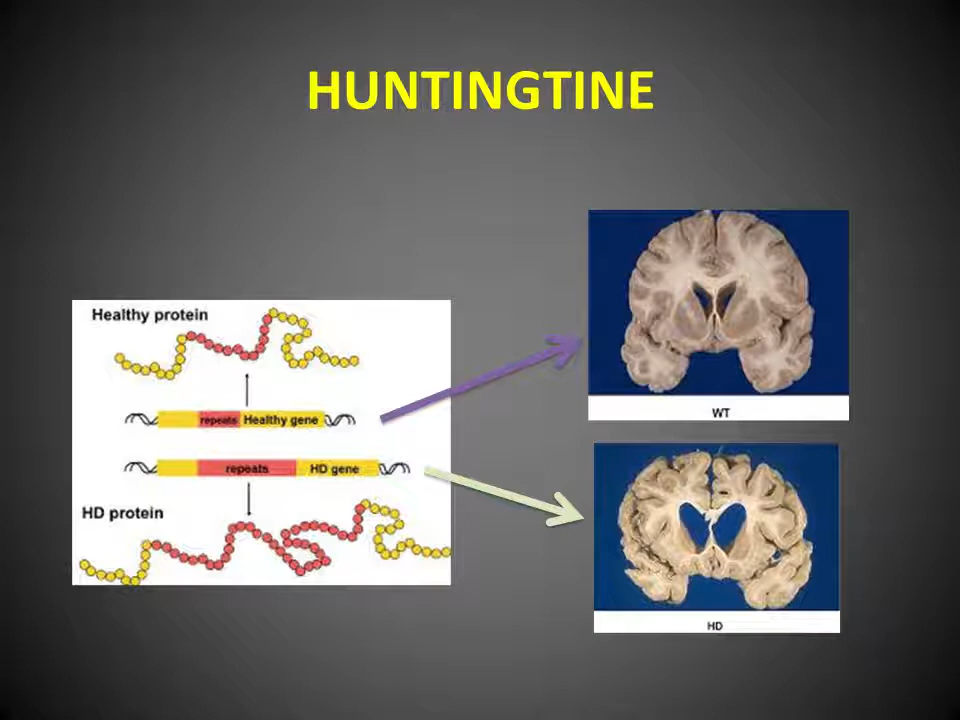 HUNTINGTINE
Healthy protein
repeats Healthy gene
repeats HD gene
HD protein
WT
HD